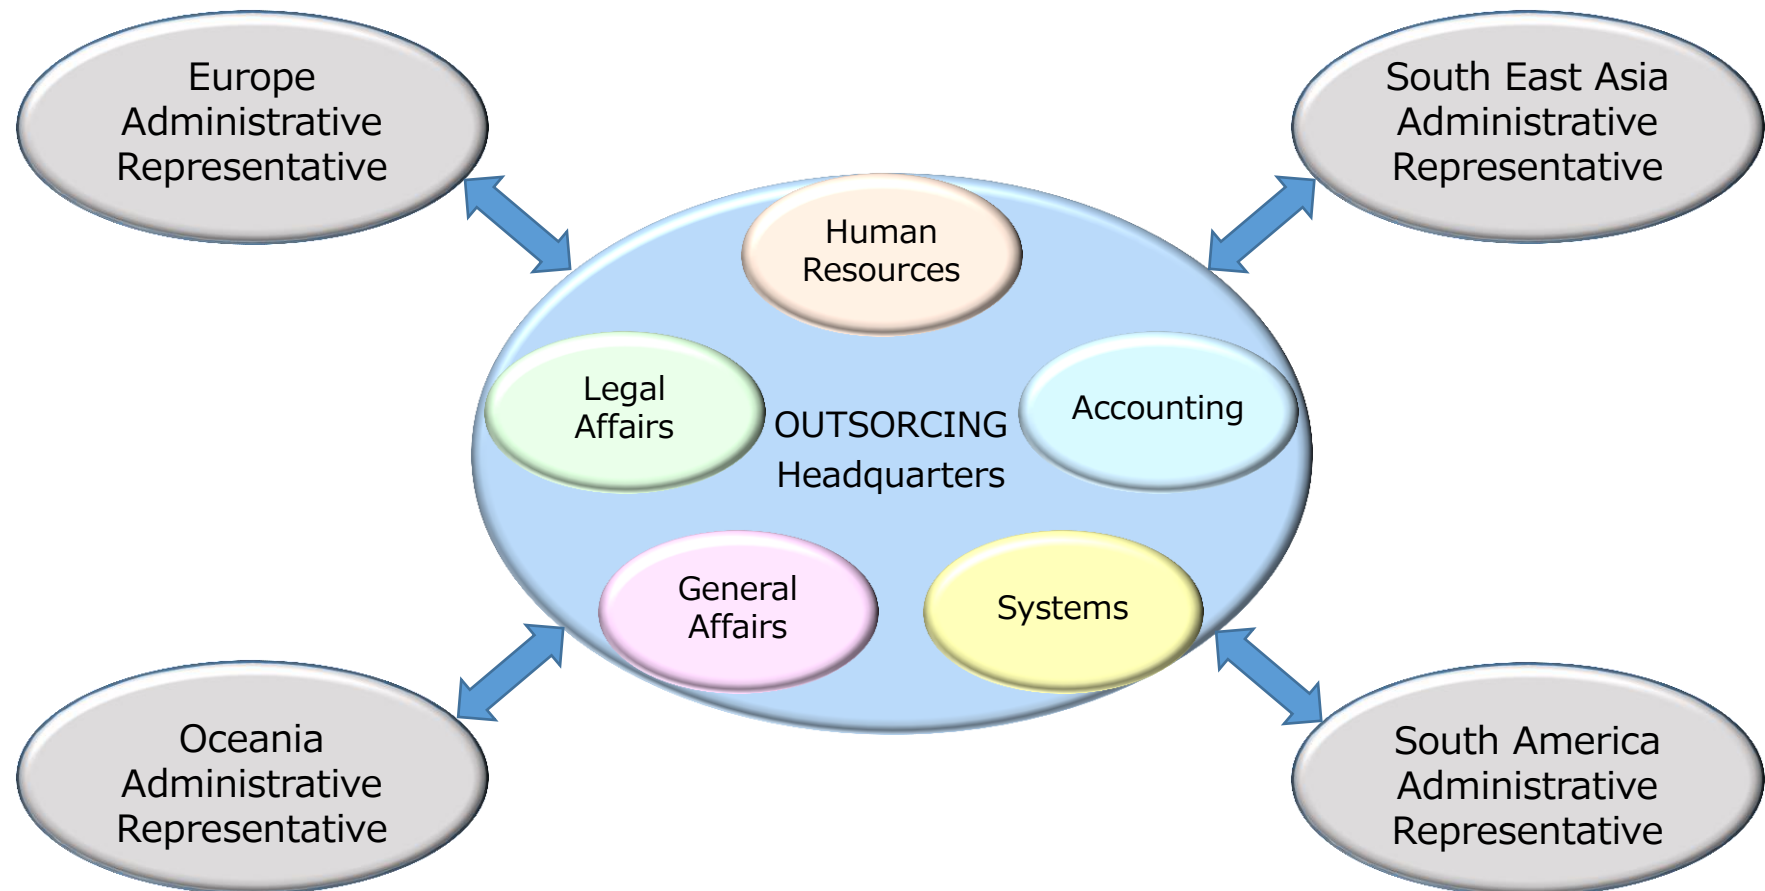 Europe
Administrative
Representative
South East Asia
Administrative
Representative
Human
Resources
Legal
Affairs
Accounting
OUTSORCING
Headquarters
General
Affairs
Systems
Oceania
Administrative
Representative
South America
Administrative
Representative